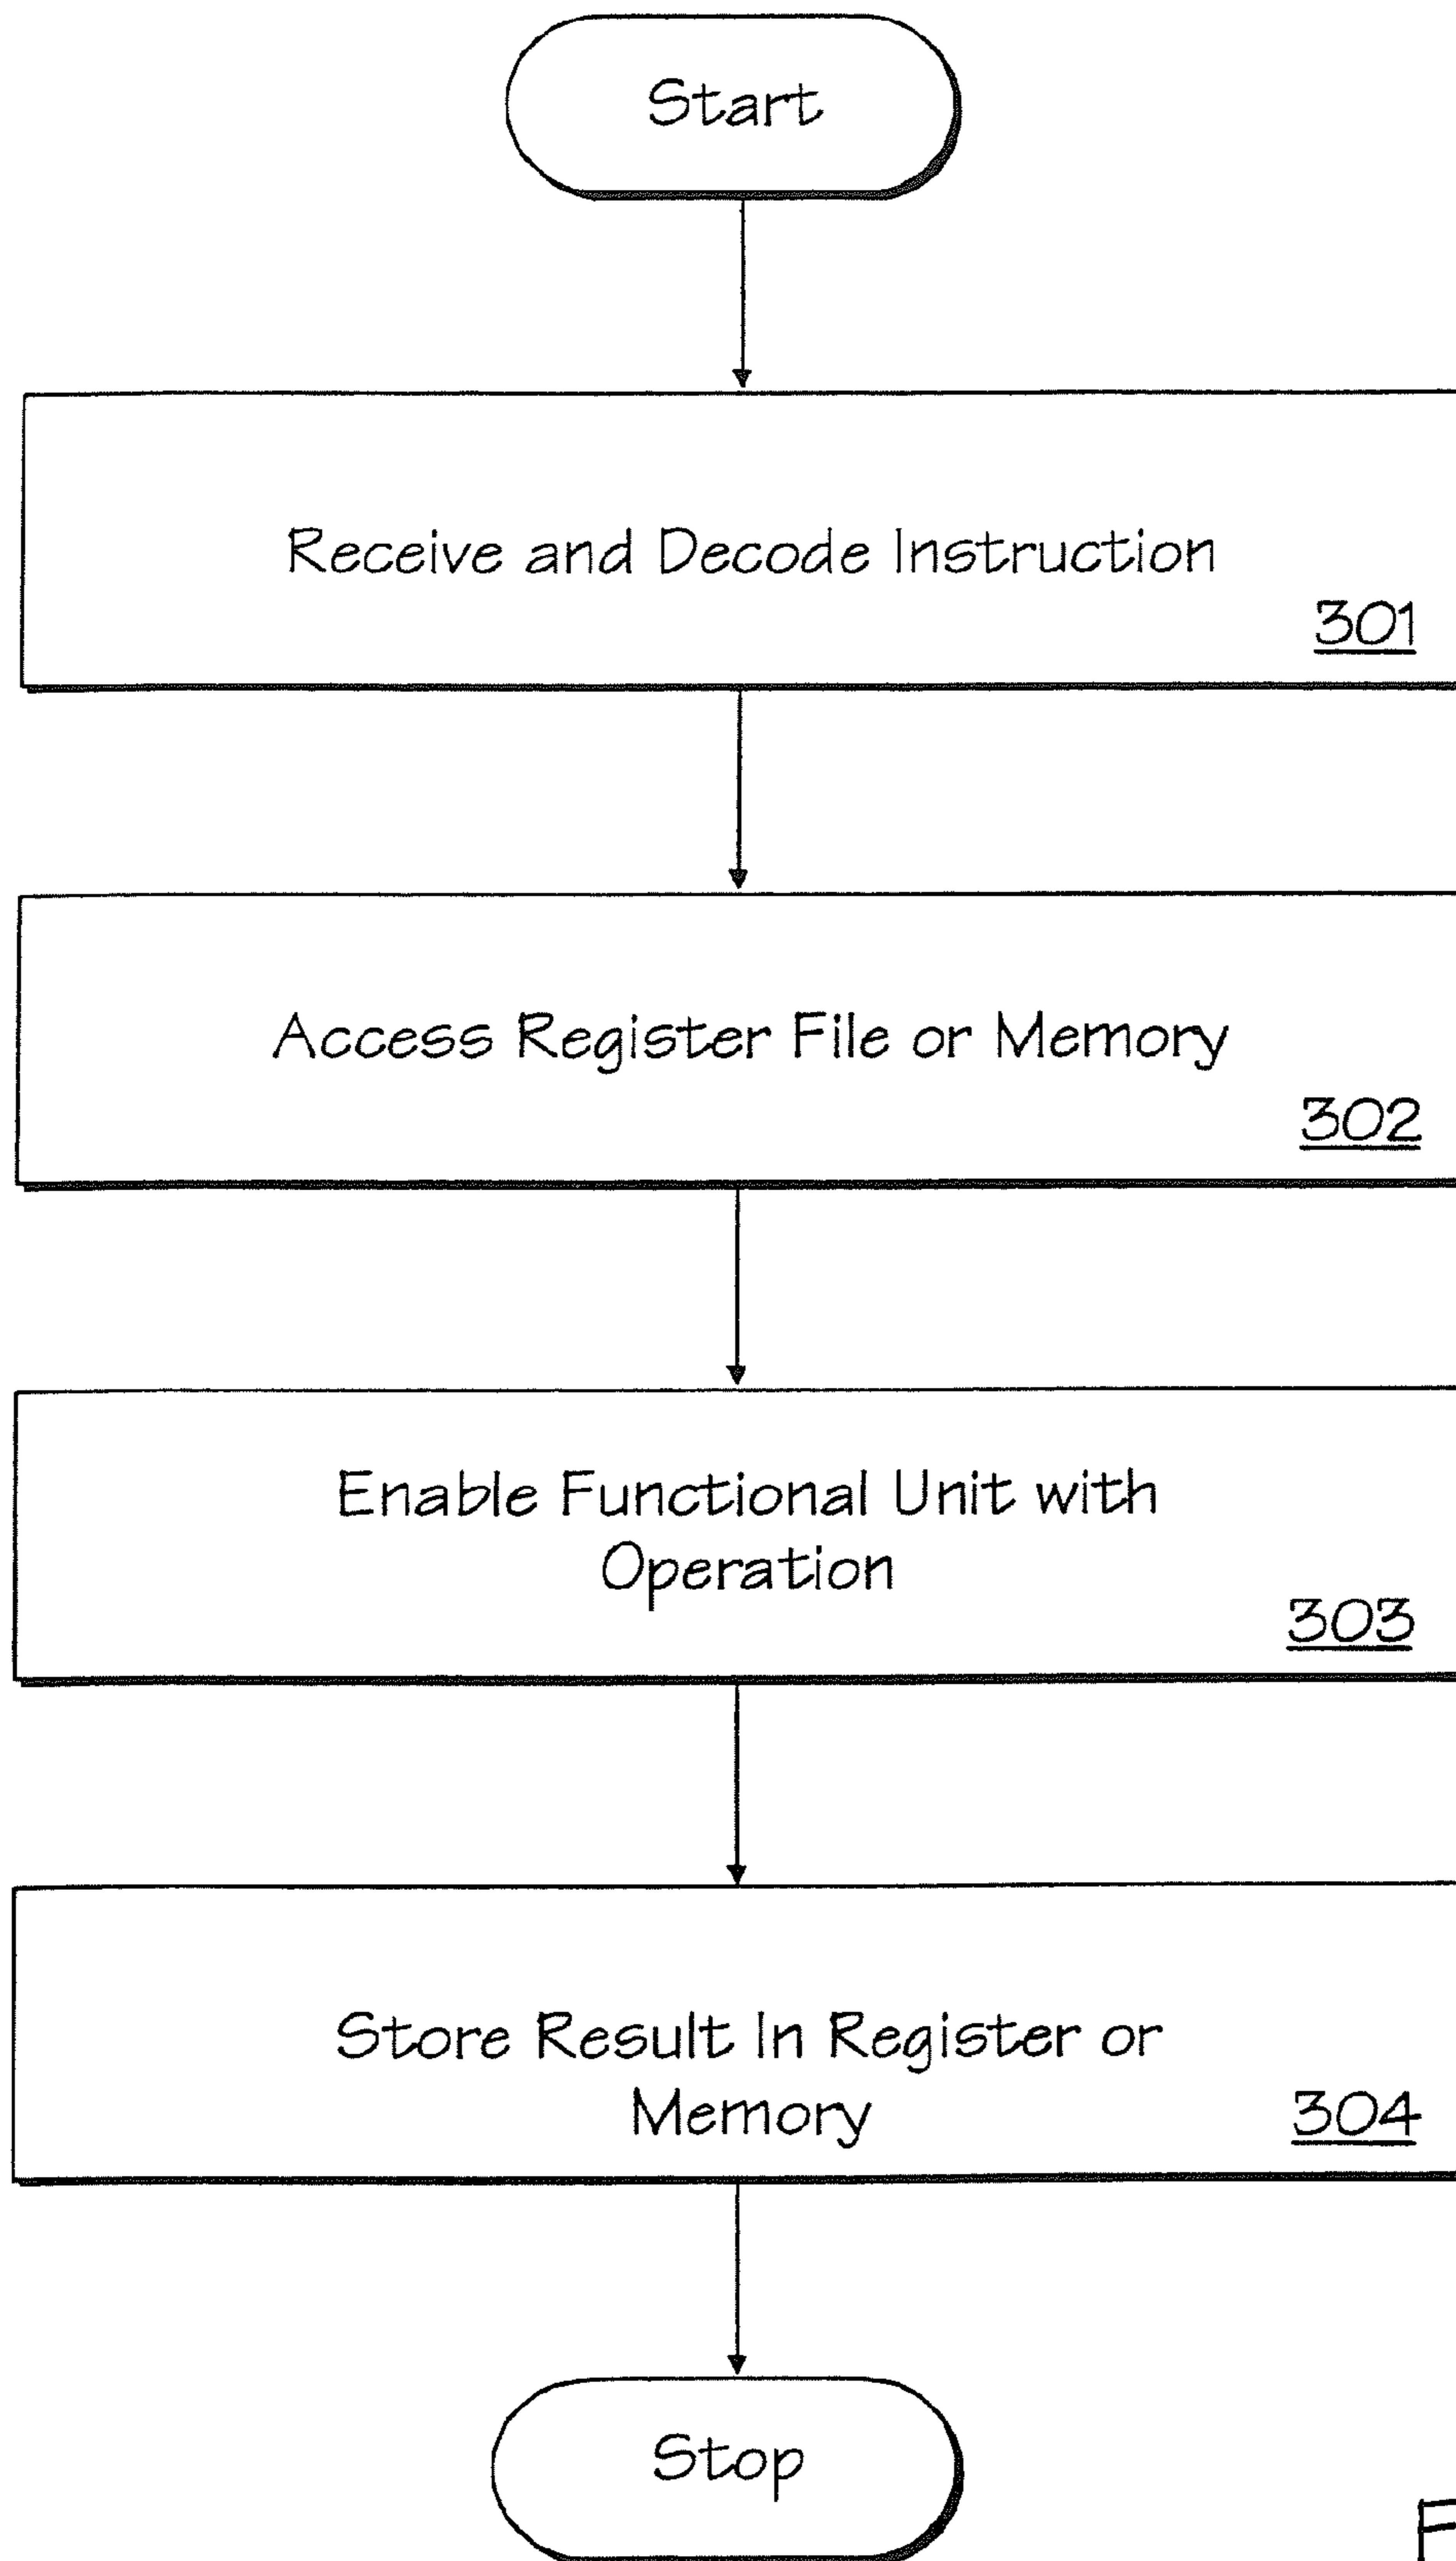 Start
Receive and Decode Instruction
301
Access Register File or Memory
302
Enable Functional Unit with
Operation
303
Store Result In Register or
Memory
304
Stop
F